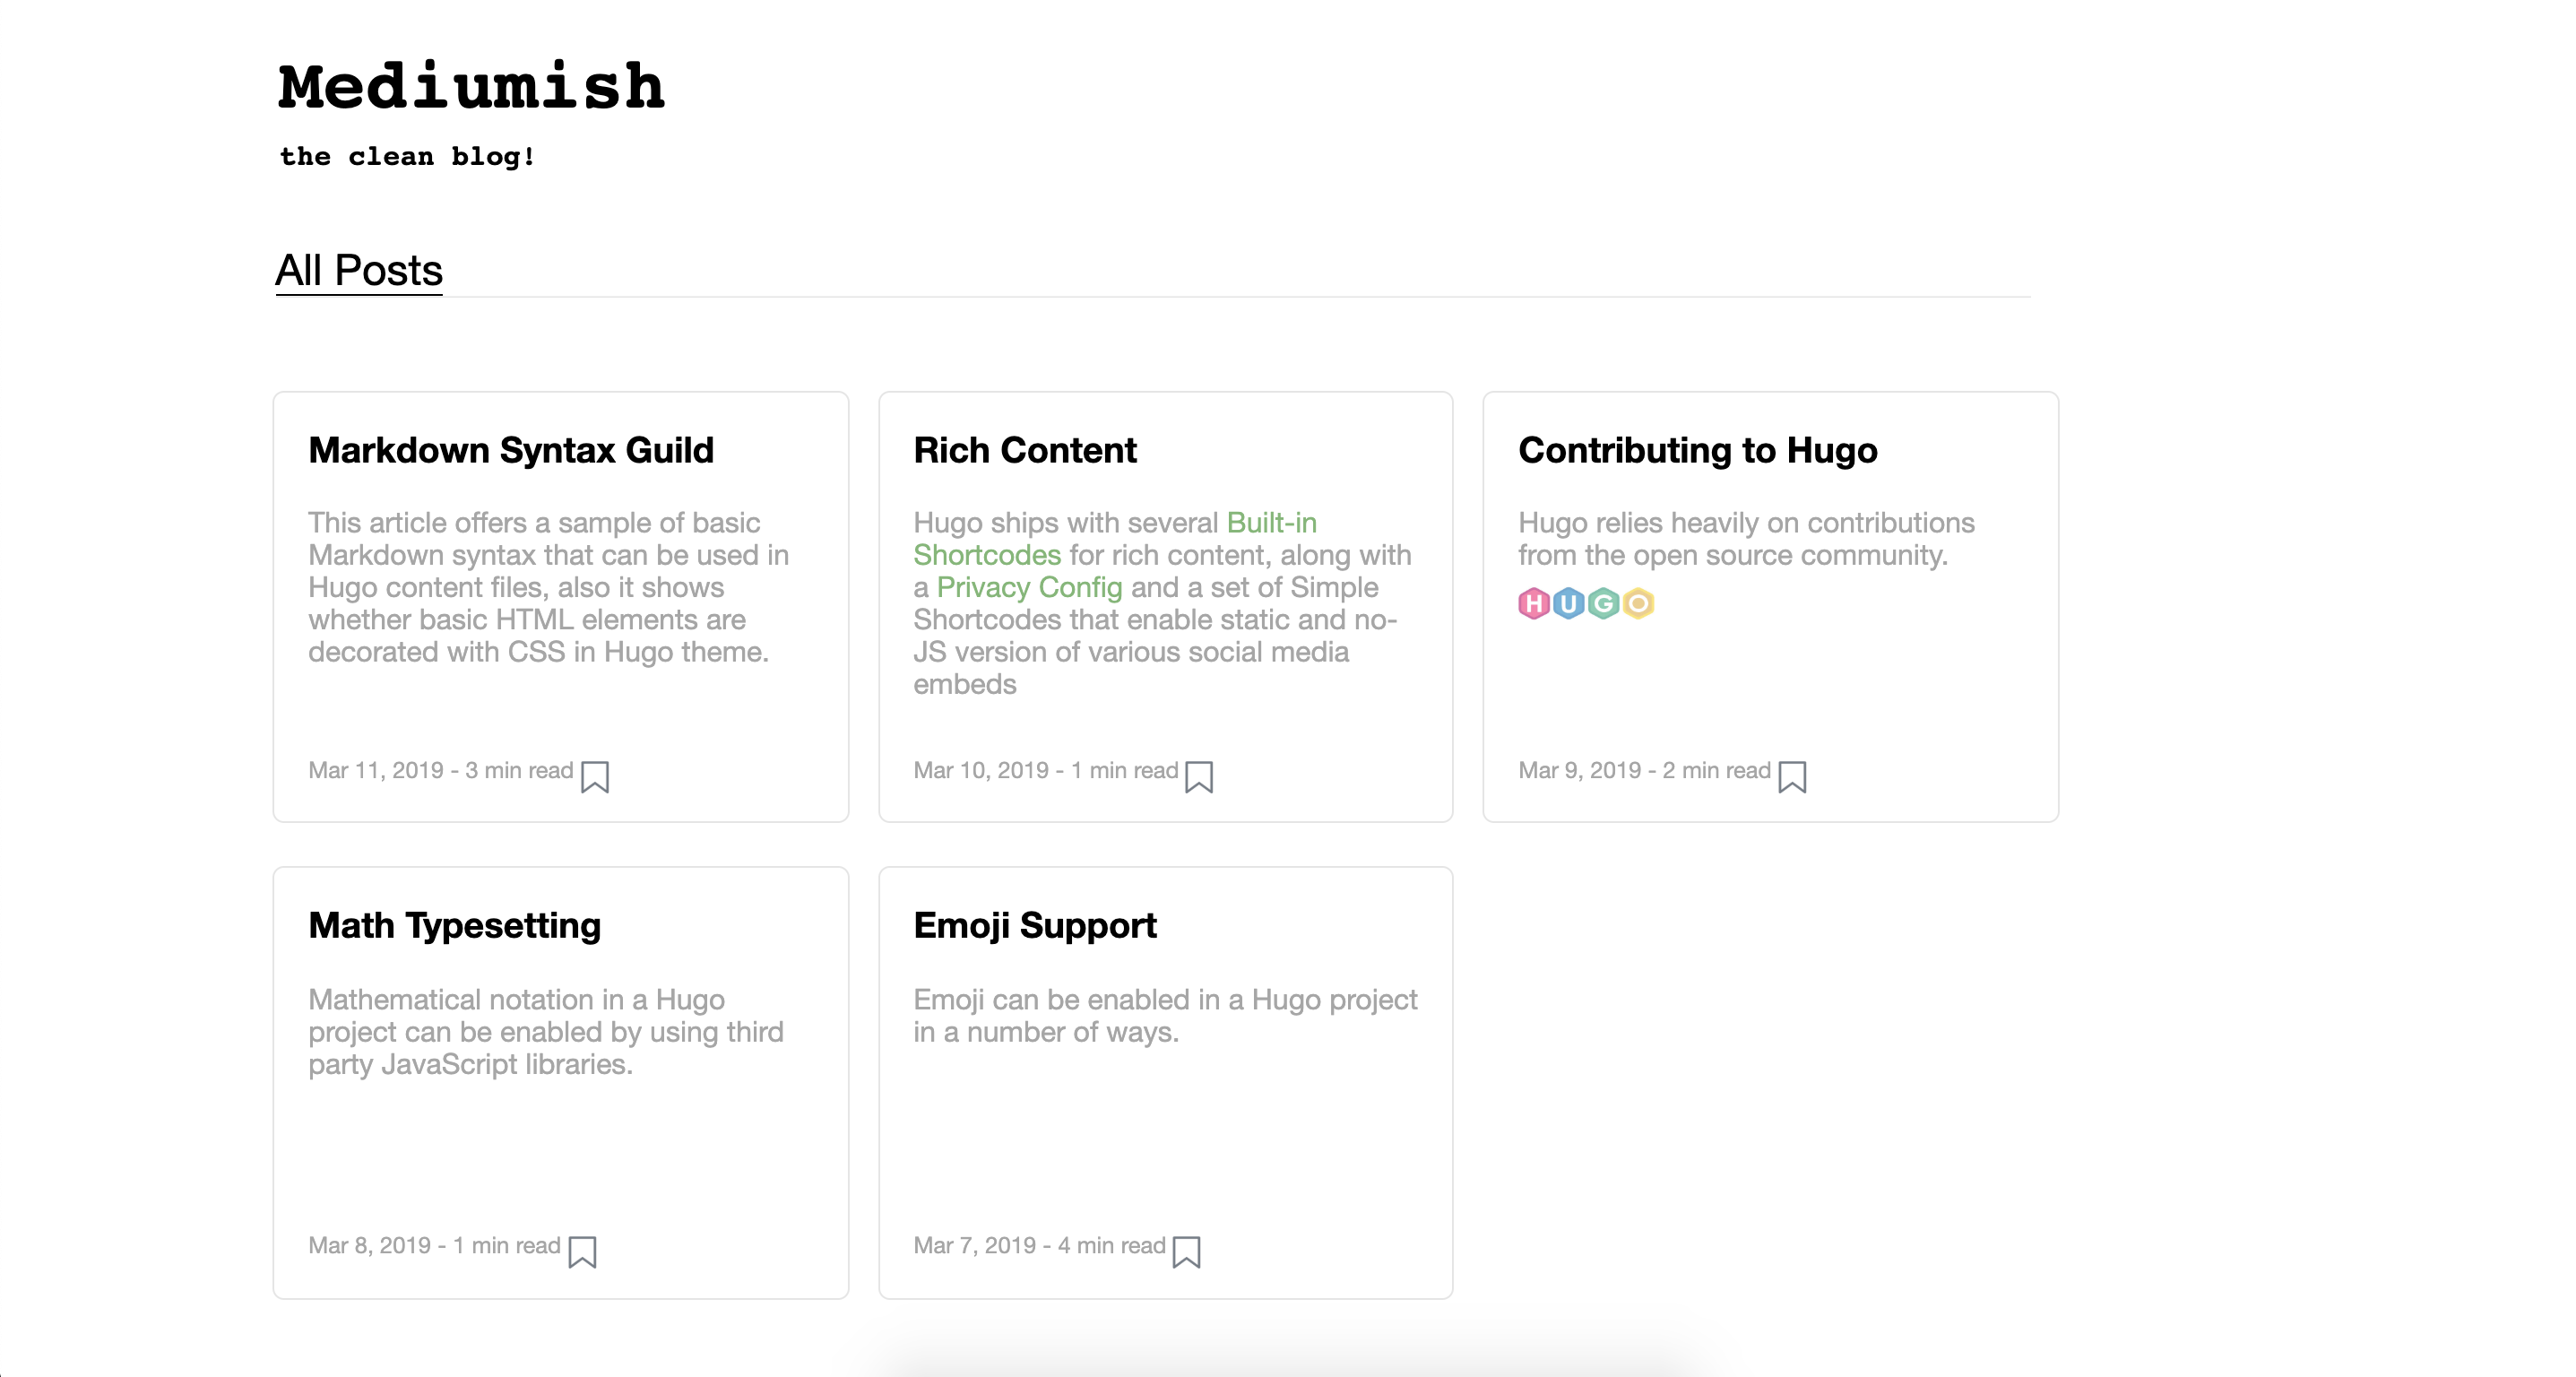 Mediumish
the clean blog!
All Posts
Markdown Syntax Guild
This article offers a sample of basic
Markdown syntax that can be used in
Hugo content files, also it shows
whether basic HTML elements are
decorated with CSS in Hugo theme.
Mar 11, 2019 - 3 min read
Rich Content
Hugo ships with several Built-in
Shortcodes for rich content, along with
a Privacy Config and a set of Simple
Shortcodes that enable static and no-
JS version of various social media
embeds
Mar 10, 2019 - 1 min read
Contributing to Hugo
Hugo relies heavily on contributions
from the open source community.
HUGO
Mar 9, 2019 - 2 min read
Math Typesetting
Mathematical notation in a Hugo
project can be enabled by using third
party JavaScript libraries.
Mar 8, 2019 - 1 min read
Emoji Support
Emoji can be enabled in a Hugo project
in a number of ways.
Mar 7, 2019 - 4 min read